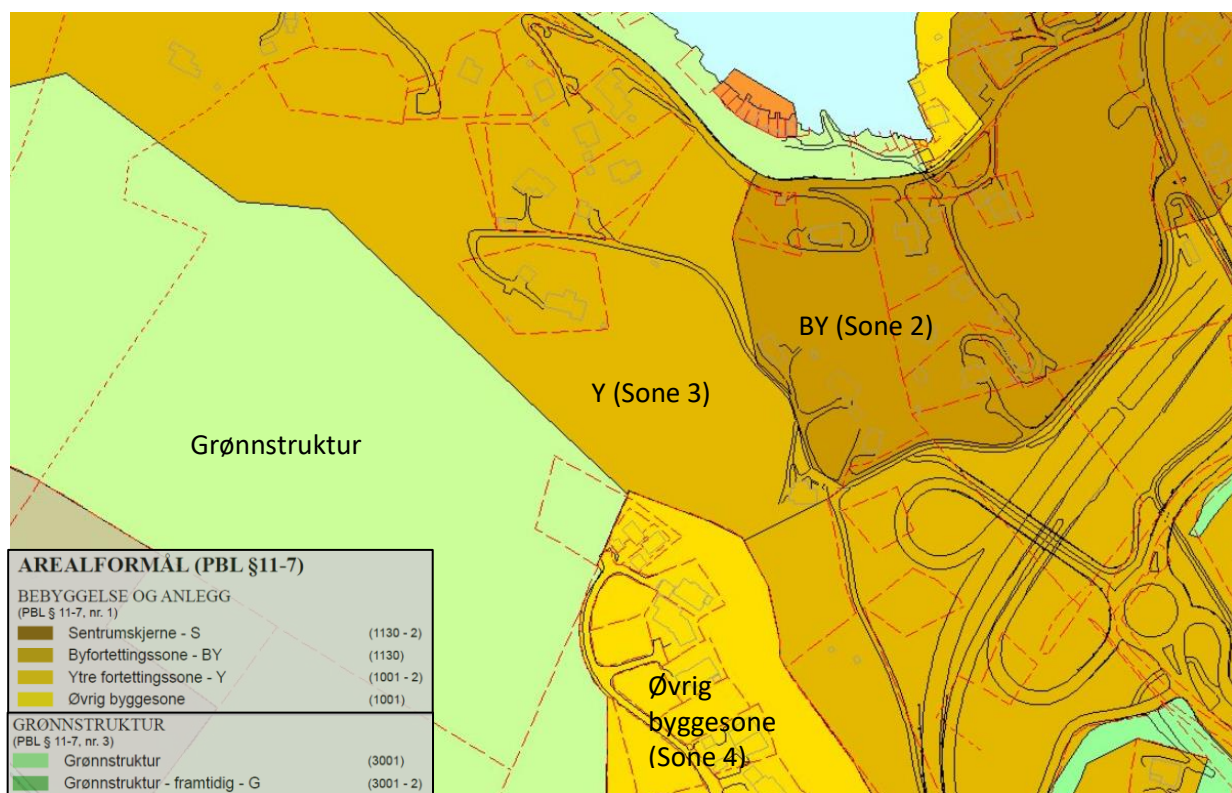 BY (Sone 2)
Y (Sone 3)
Grønnstruktur
Øvrig
byggesone
(Sone 4)
AREALFORMÅL (PBL §11-7)
BEBYGGELSE OG ANLEGG
(PBL § 11-7, nr. 1)
Sentrumskjerne - S (1130 - 2)
Byfortettingssone - BY (1130)
Ytre fortettingssone - Y (1001 - 2)
Øvrig byggesone (1001)
GRØNNSTRUKTUR
(PBL § 11-7, nr. 3)
Grønnstruktur (3001)
Grønnstruktur - framtidig - G (3001 - 2)